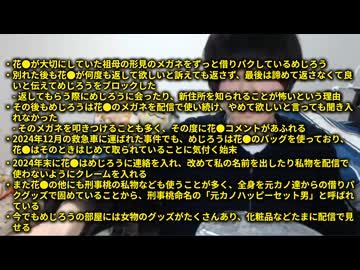 ・花●が大切にしていた祖母の形見のメガネをずっと借りパクしているめじろう
・別れた後も花●が何度も返して欲しいと訴えても返さず、最後は諦めて返さなくて良
いと伝えてめじろうをブロックした
・返してもらう際にめじろうに会ったり、新住所を知られることが怖いという理由
・その後もめじろうは花●のメガネを配信で使い続け、やめて欲しいと言っても聞き入
れなかった
・そのメガネを叩きつけることも多く、その度に花●コメントがあふれる
・2024年12月の救急車に運ばれた事件でも、めじろうは花●のバッグを使っており、
花●はそのときはじめて取られていることに気付く始末
・2024年末に花●はめじろうに連絡を入れ、改めて私の名前を出したり私物を配信で
使わないようにクレームを入れる
・また花●の他にも刑事桃の私物なども使うことが多く、全身を元カノ達からの借りパ
クグッズで固めていることから、刑事桃命名の「元カノハッピーセット男」と呼ばれ
ている
・今でもめじろうの部屋には女物のグッズがたくさんあり、化粧品などたまに配信で見
せる